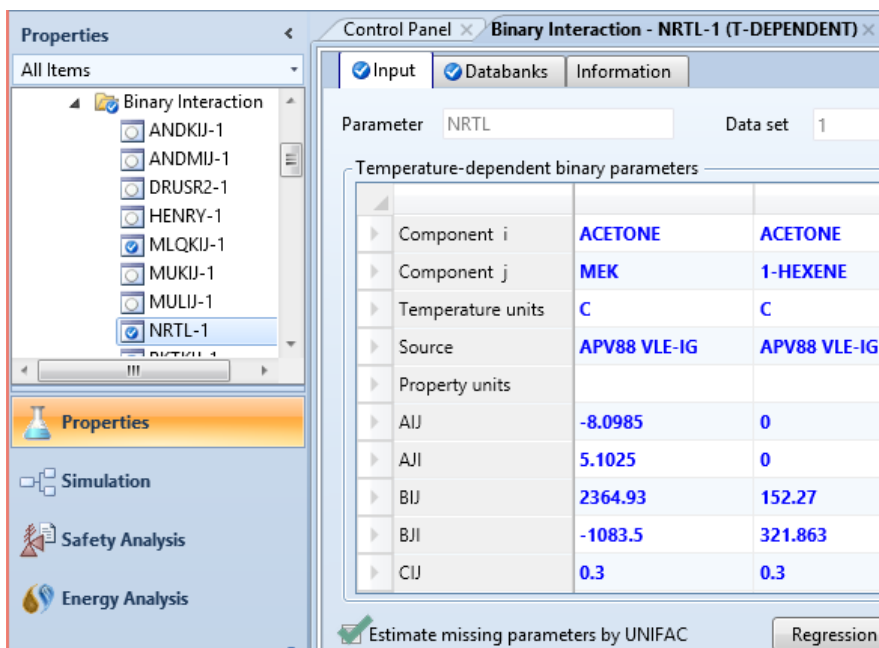 Properties
All Items
Binary Interaction
ANDKIJ-1
ANDMIJ-1
DRUSR2-1
HENRY-1
MLQKIJ-1
MUKIJ-1
MULIJ-1
NRTL-1
Properties
Simulation
Safety Analysis
Energy Analysis
Control Panel Binary Interaction - NRTL-1 (T-DEPENDENT)
Input Databanks Information
Parameter NRTL Data set 1
Temperature-dependent binary parameters
Component i ACETONE ACETONE
Component j MEK 1-HEXENE
Temperature units C C
Source APV88 VLE-IG APV88 VLE-IG
Property units
AIJ -8.0985 0
AJI 5.1025 0
BIJ 2364.93 152.27
BJI -1083.5 321.863
CIJ 0.3 0.3
Estimate missing parameters by UNIFAC Regression